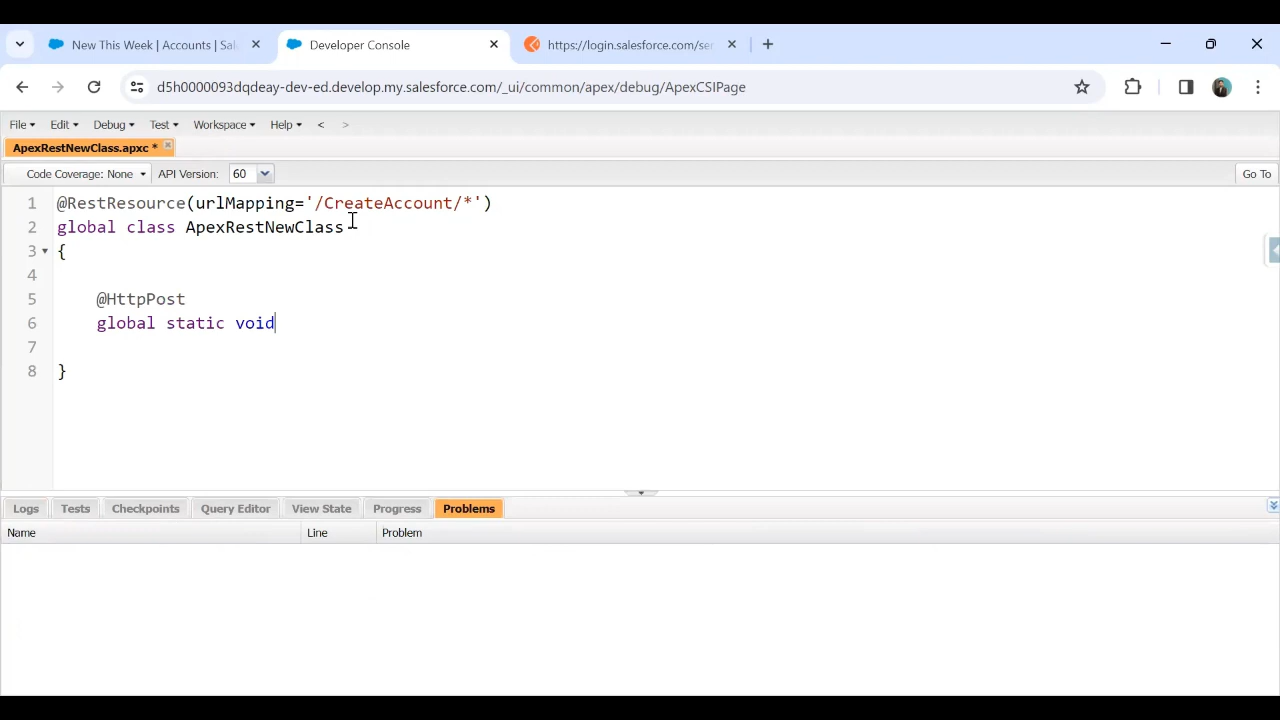 New This Week | Accounts | Sal
Developer Console
https://login.salesforce.com/ser
d5h0000093dqdeay-dev-ed.develop.my.salesforce.com/_ui/common/apex/debug/ApexCSIPage
File Edit Debug Test Workspace Help < >
ApexRestNewClass.apxc *
Code Coverage: None API Version: 60 Go To
1 @RestResource(urlMapping='/CreateAccount/*')
2 global class ApexRestNewClass
3 {
4
5 @HttpPost
6 global static void
7
8 }
Logs Tests Checkpoints Query Editor View State Progress Problems
Name Line Problem